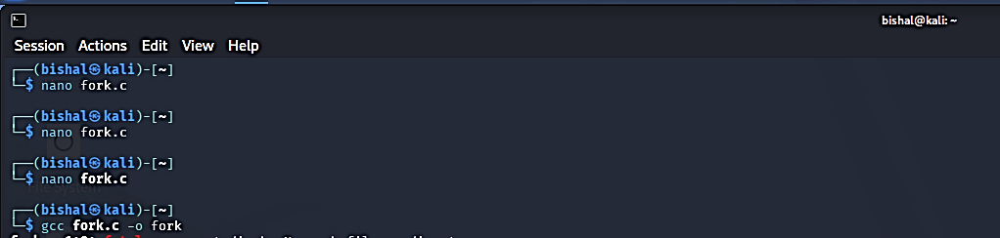 bishal@kali: ~
Session Actions Edit View Help
┌──(bishal㉿kali)-[~]
└─$ nano fork.c
┌──(bishal㉿kali)-[~]
└─$ nano fork.c
┌──(bishal㉿kali)-[~]
└─$ nano fork.c
┌──(bishal㉿kali)-[~]
└─$ gcc fork.c -o fork